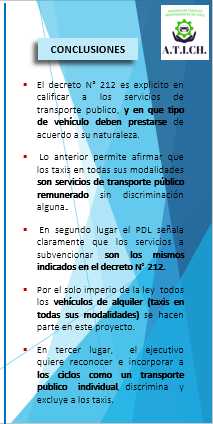 A.T.I.CH.
CONCLUSIONES
▪ El decreto N° 212 es explicito en
calificar a los servicios de
transporte publico, y en que tipo
de vehículo deben prestarse de
acuerdo a su naturaleza.
▪ Lo anterior permite afirmar que
los taxis en todas sus modalidades
son servicios de transporte público
remunerado sin discriminación
alguna.
▪ En segundo lugar el PDL señala
claramente que los servicios a
subvencionar son los mismos
indicados en el decreto N° 212.
▪ Por el solo imperio de la ley todos
los vehículos de alquiler (taxis en
todas sus modalidades) se hacen
parte en este proyecto.
▪ En tercer lugar, el ejecutivo
quiere reconocer e incorporar a
los ciclos como un transporte
publico individual, discrimina y
excluye a los taxis.